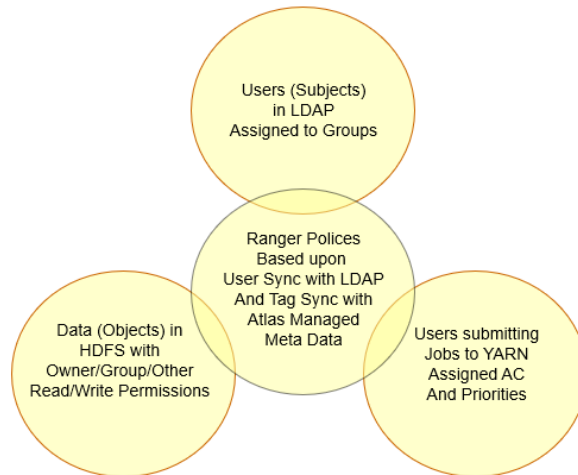 Users (Subjects)
in LDAP
Assigned to Groups
Ranger Polices
Based upon
User Sync with LDAP
And Tag Sync with
Atlas Managed
Meta Data
Data (Objects) in
HDFS with
Owner/Group/Other
Read/Write Permissions
Users submitting
Jobs to YARN
Assigned AC
And Priorities